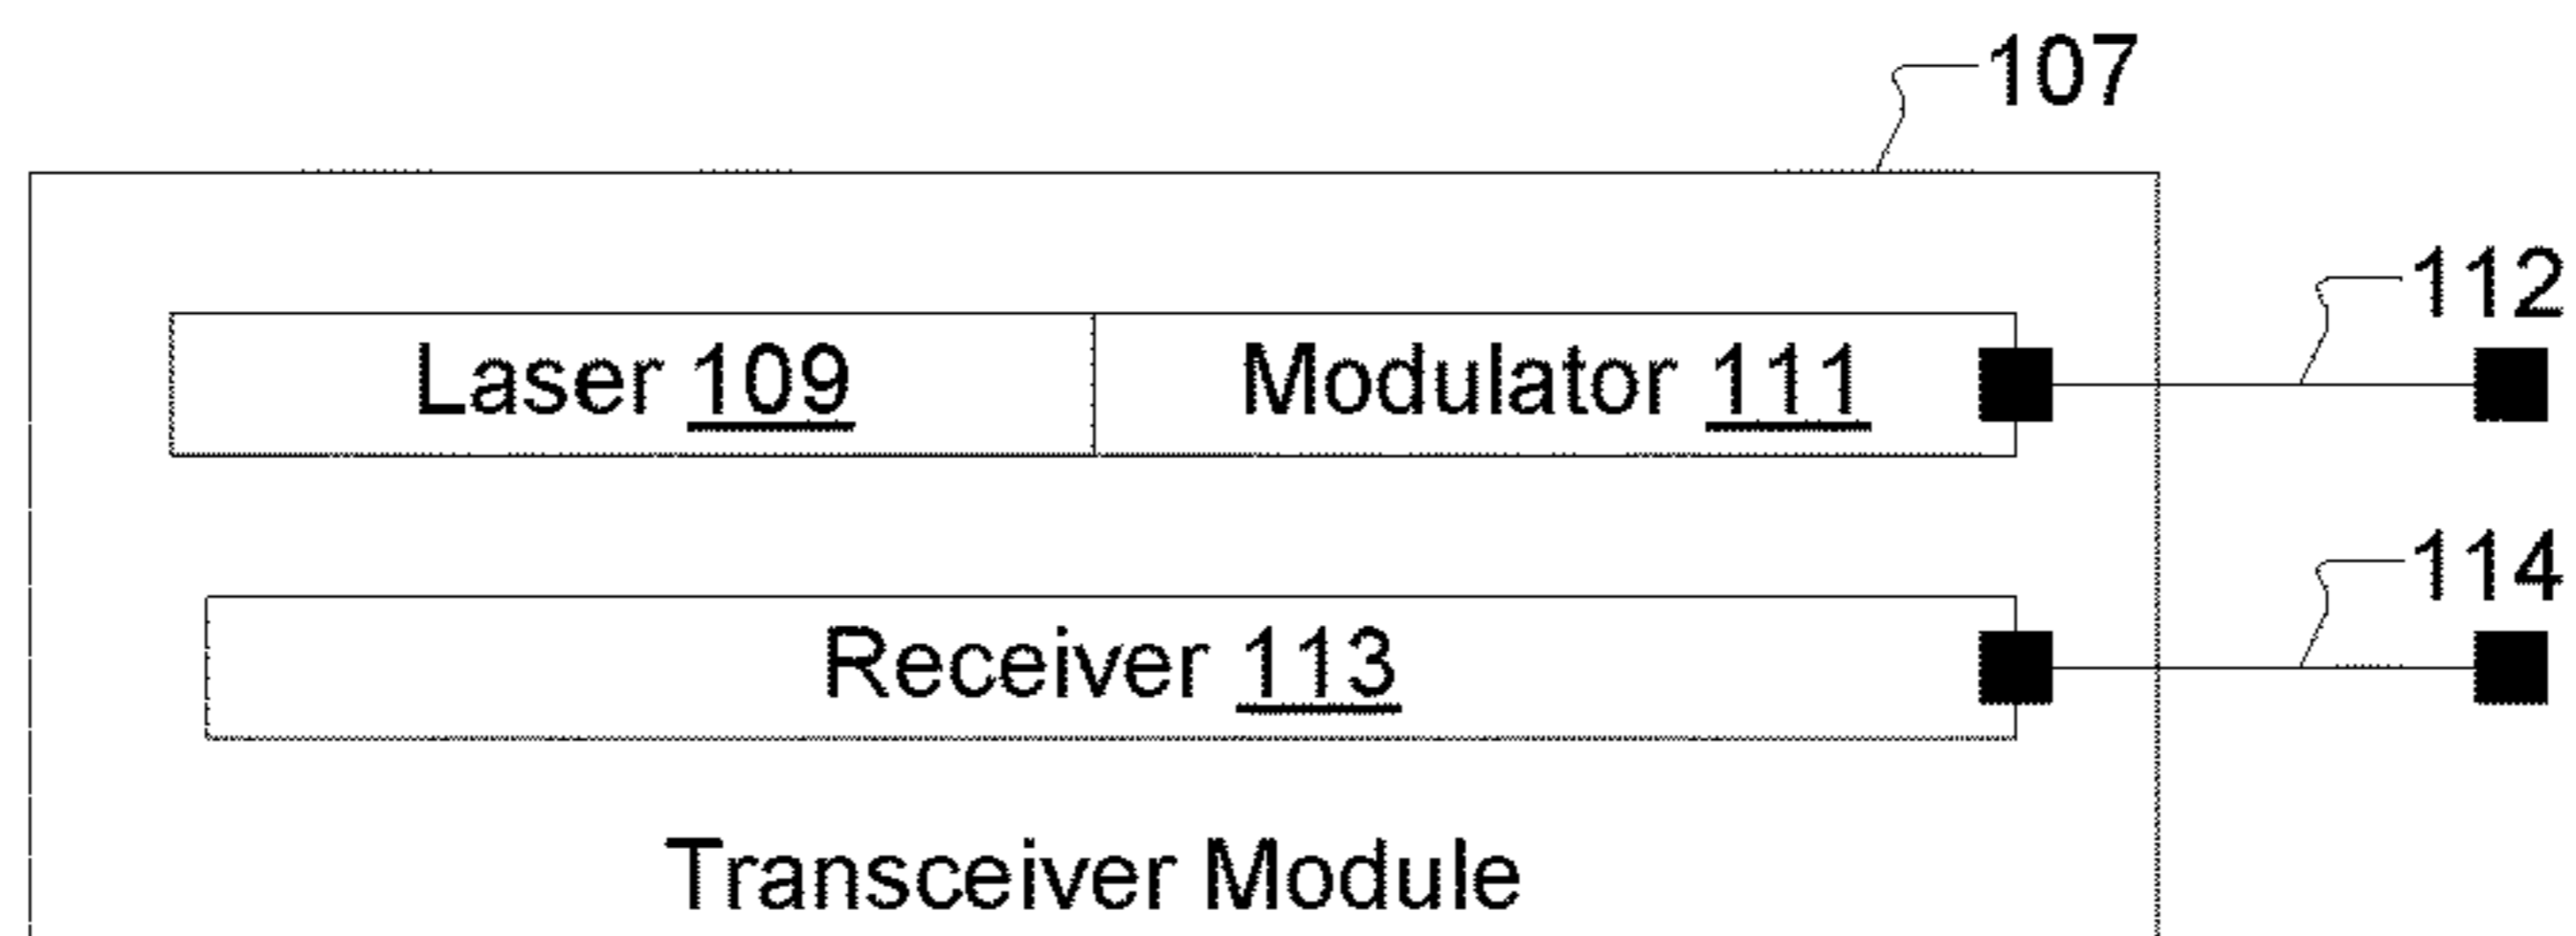 107
112
Laser 109
Modulator 111
114
Receiver 113
Transceiver Module